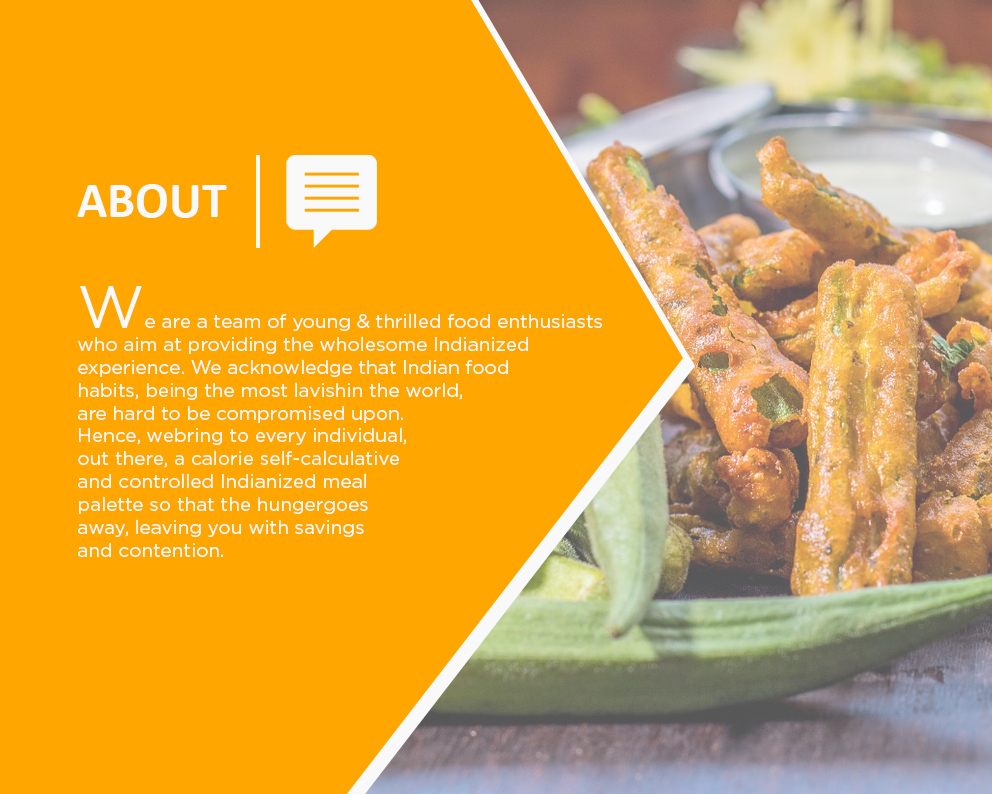 ABOUT
We are a team of young & thrilled food enthusiasts
who aim at providing the wholesome Indianized
experience. We acknowledge that Indian food
habits, being the most lavishin the world,
are hard to be compromised upon.
Hence, webring to every individual,
out there, a calorie self-calculative
and controlled Indianized meal
palette so that the hungergoes
away, leaving you with savings
and contention.